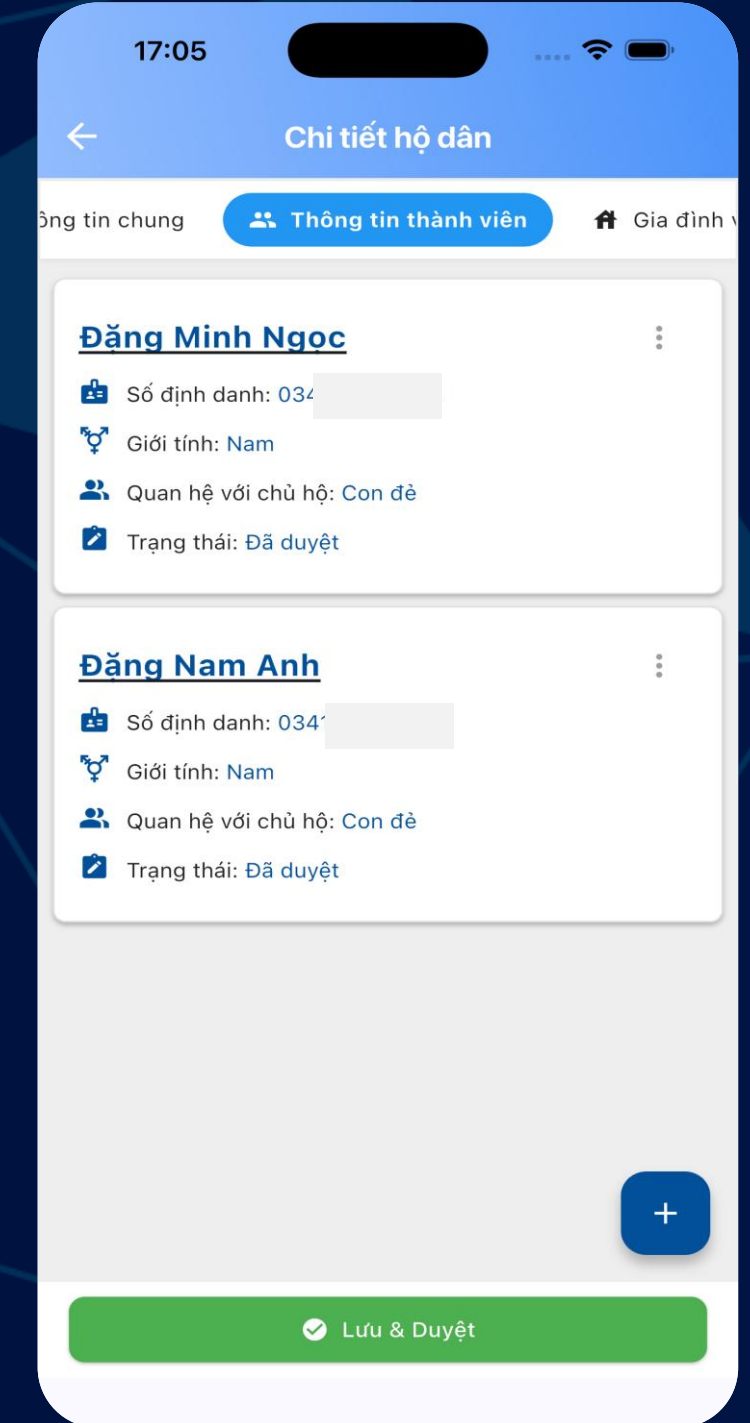 17:05
Chi tiết hộ dân
ông tin chung Thông tin thành viên Gia đình
Đặng Minh Ngọc
Số định danh: 034
Giới tính: Nam
Quan hệ với chủ hộ: Con đẻ
Trạng thái: Đã duyệt
Đặng Nam Anh
Số định danh: 0341
Giới tính: Nam
Quan hệ với chủ hộ: Con đẻ
Trạng thái: Đã duyệt
+
Lưu & Duyệt